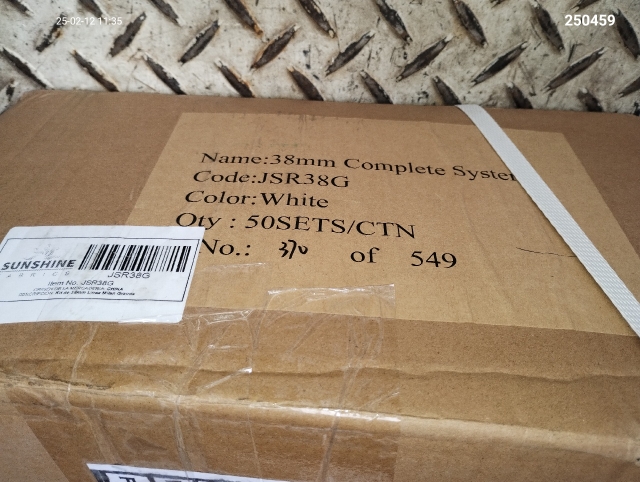 25-02-12 11:35
250459
Name:38mm Complete System
Code:JSR38G
Color:White
Qty : 50SETS/CTN
No.: 370 of 549
SUNSHINE
JSR38G
Item No.:JSR38G